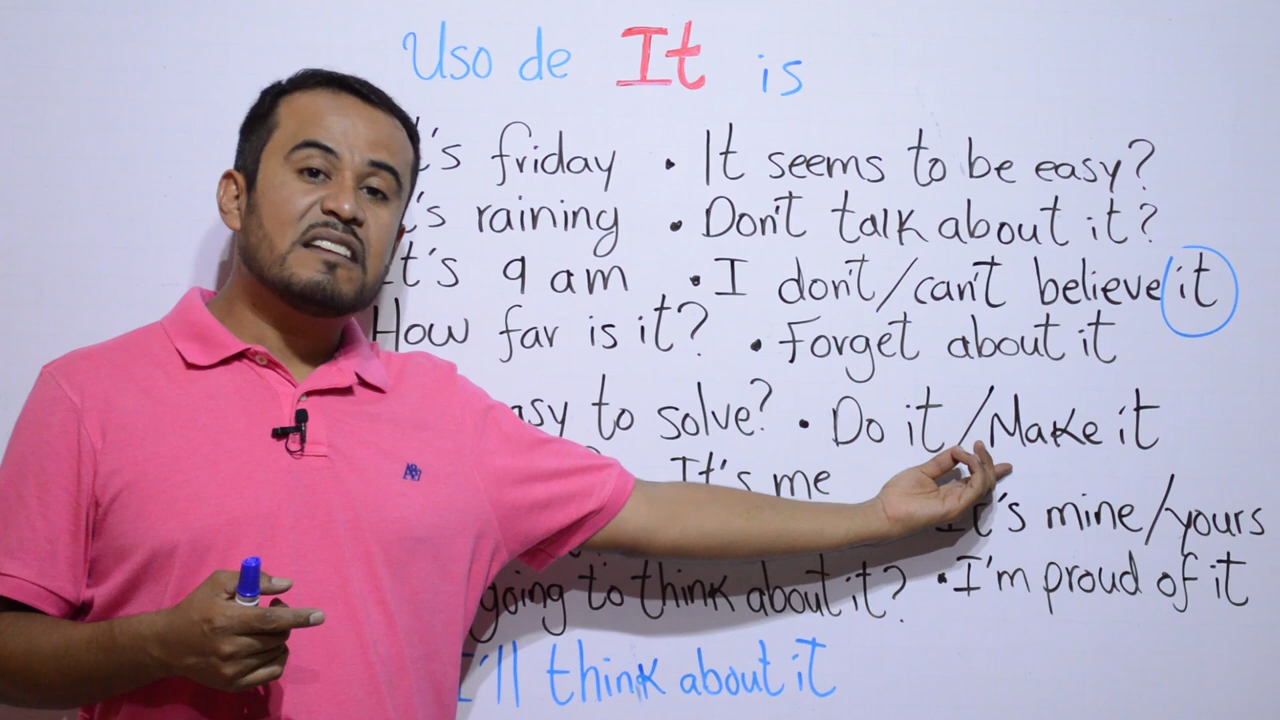 Uso de It is
's friday • It seems to be easy?
's raining • Don't talk about it?
It's 9 am • I don't/can't believe it
How far is it? • Forget about it
to solve? • Do it/Make it
It's me
It's mine/yours
going to think about it? • I'm proud of it
I'll think about it